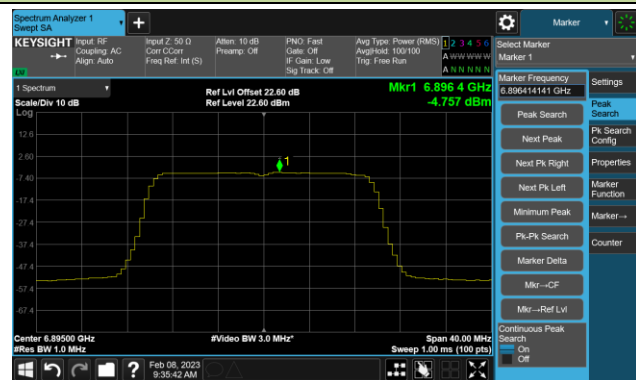 Spectrum Analyzer 1
Swept SA
+
Marker
KEYSIGHT
Input: RF
Coupling: AC
Align: Auto
Input Z: 50 Ω
Corr CCorr
Freq Ref: Int (S)
Atten: 10 dB
Preamp: Off
PNO: Fast
Gate: Off
IF Gain: Low
Sig Track: Off
Avg Type: Power (RMS)
Avg|Hold: 100/100
Trig: Free Run
1 2 3 4 5 6
A W W W W W
A N N N N N
Select Marker
Marker 1
1 Spectrum
Scale/Div 10 dB
Log
Ref Lvl Offset 22.60 dB
Ref Level 22.60 dBm
Mkr1 6.896 4 GHz
-4.757 dBm
12.6
2.60
-7.40
-17.4
-27.4
-37.4
-47.4
-57.4
-67.4
1
Center 6.89500 GHz
#Res BW 1.0 MHz
#Video BW 3.0 MHz*
Span 40.00 MHz
Sweep 1.00 ms (100 pts)
Marker Frequency
6.896414141 GHz
Peak Search
Next Peak
Next Pk Right
Next Pk Left
Minimum Peak
Pk-Pk Search
Marker Delta
Mkr→CF
Mkr→Ref Lvl
Continuous Peak
Search
On
Off
Settings
Peak
Search
Pk Search
Config
Properties
Marker
Function
Marker→
Counter
?
Feb 08, 2023
9:35:42 AM